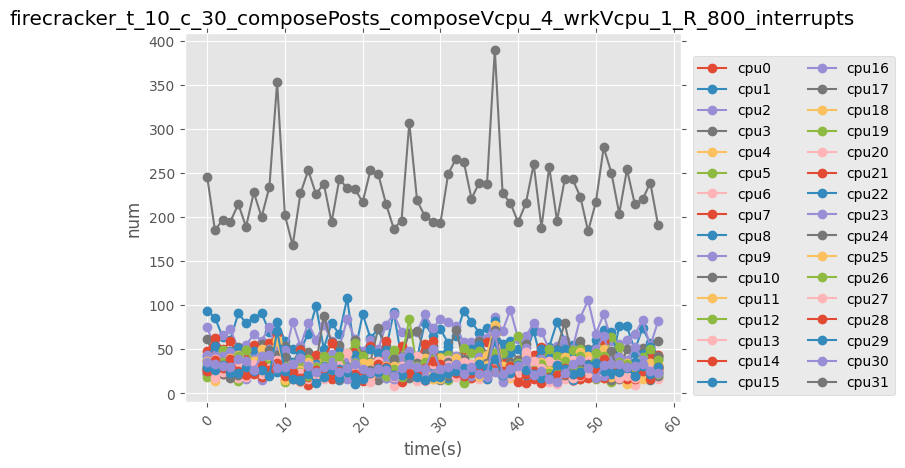 firecracker_t_10_c_30_composePosts_composeVcpu_4_wrkVcpu_1_R_800_interrupts
400
350
300
250
200
150
100
50
0
num
0
10
20
30
40
50
60
time(s)
cpu0
cpu1
cpu2
cpu3
cpu4
cpu5
cpu6
cpu7
cpu8
cpu9
cpu10
cpu11
cpu12
cpu13
cpu14
cpu15
cpu16
cpu17
cpu18
cpu19
cpu20
cpu21
cpu22
cpu23
cpu24
cpu25
cpu26
cpu27
cpu28
cpu29
cpu30
cpu31